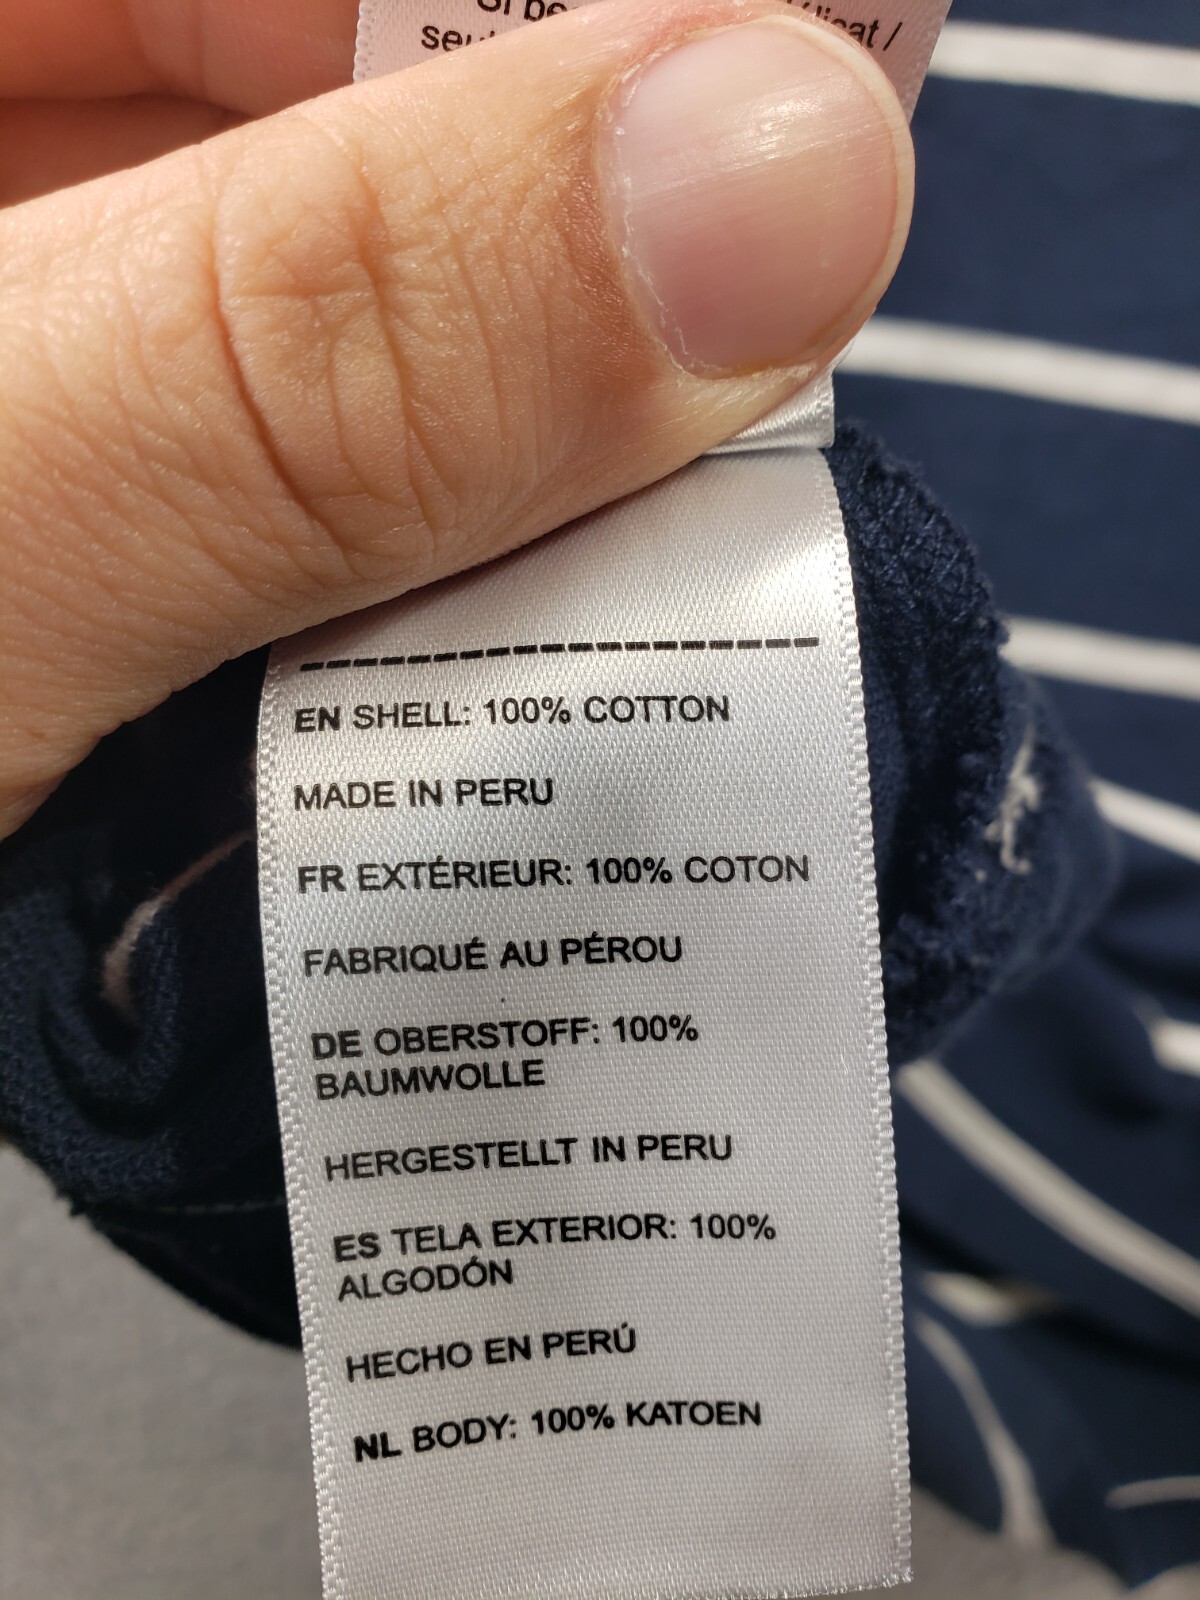 EN SHELL: 100% COTTON
MADE IN PERU
FR EXTÉRIEUR: 100% COTON
FABRIQUÉ AU PÉROU
DE OBERSTOFF: 100%
BAUMWOLLE
HERGESTELLT IN PERU
ES TELA EXTERIOR: 100%
ALGODÓN
HECHO EN PERÚ
NL BODY: 100% KATOEN